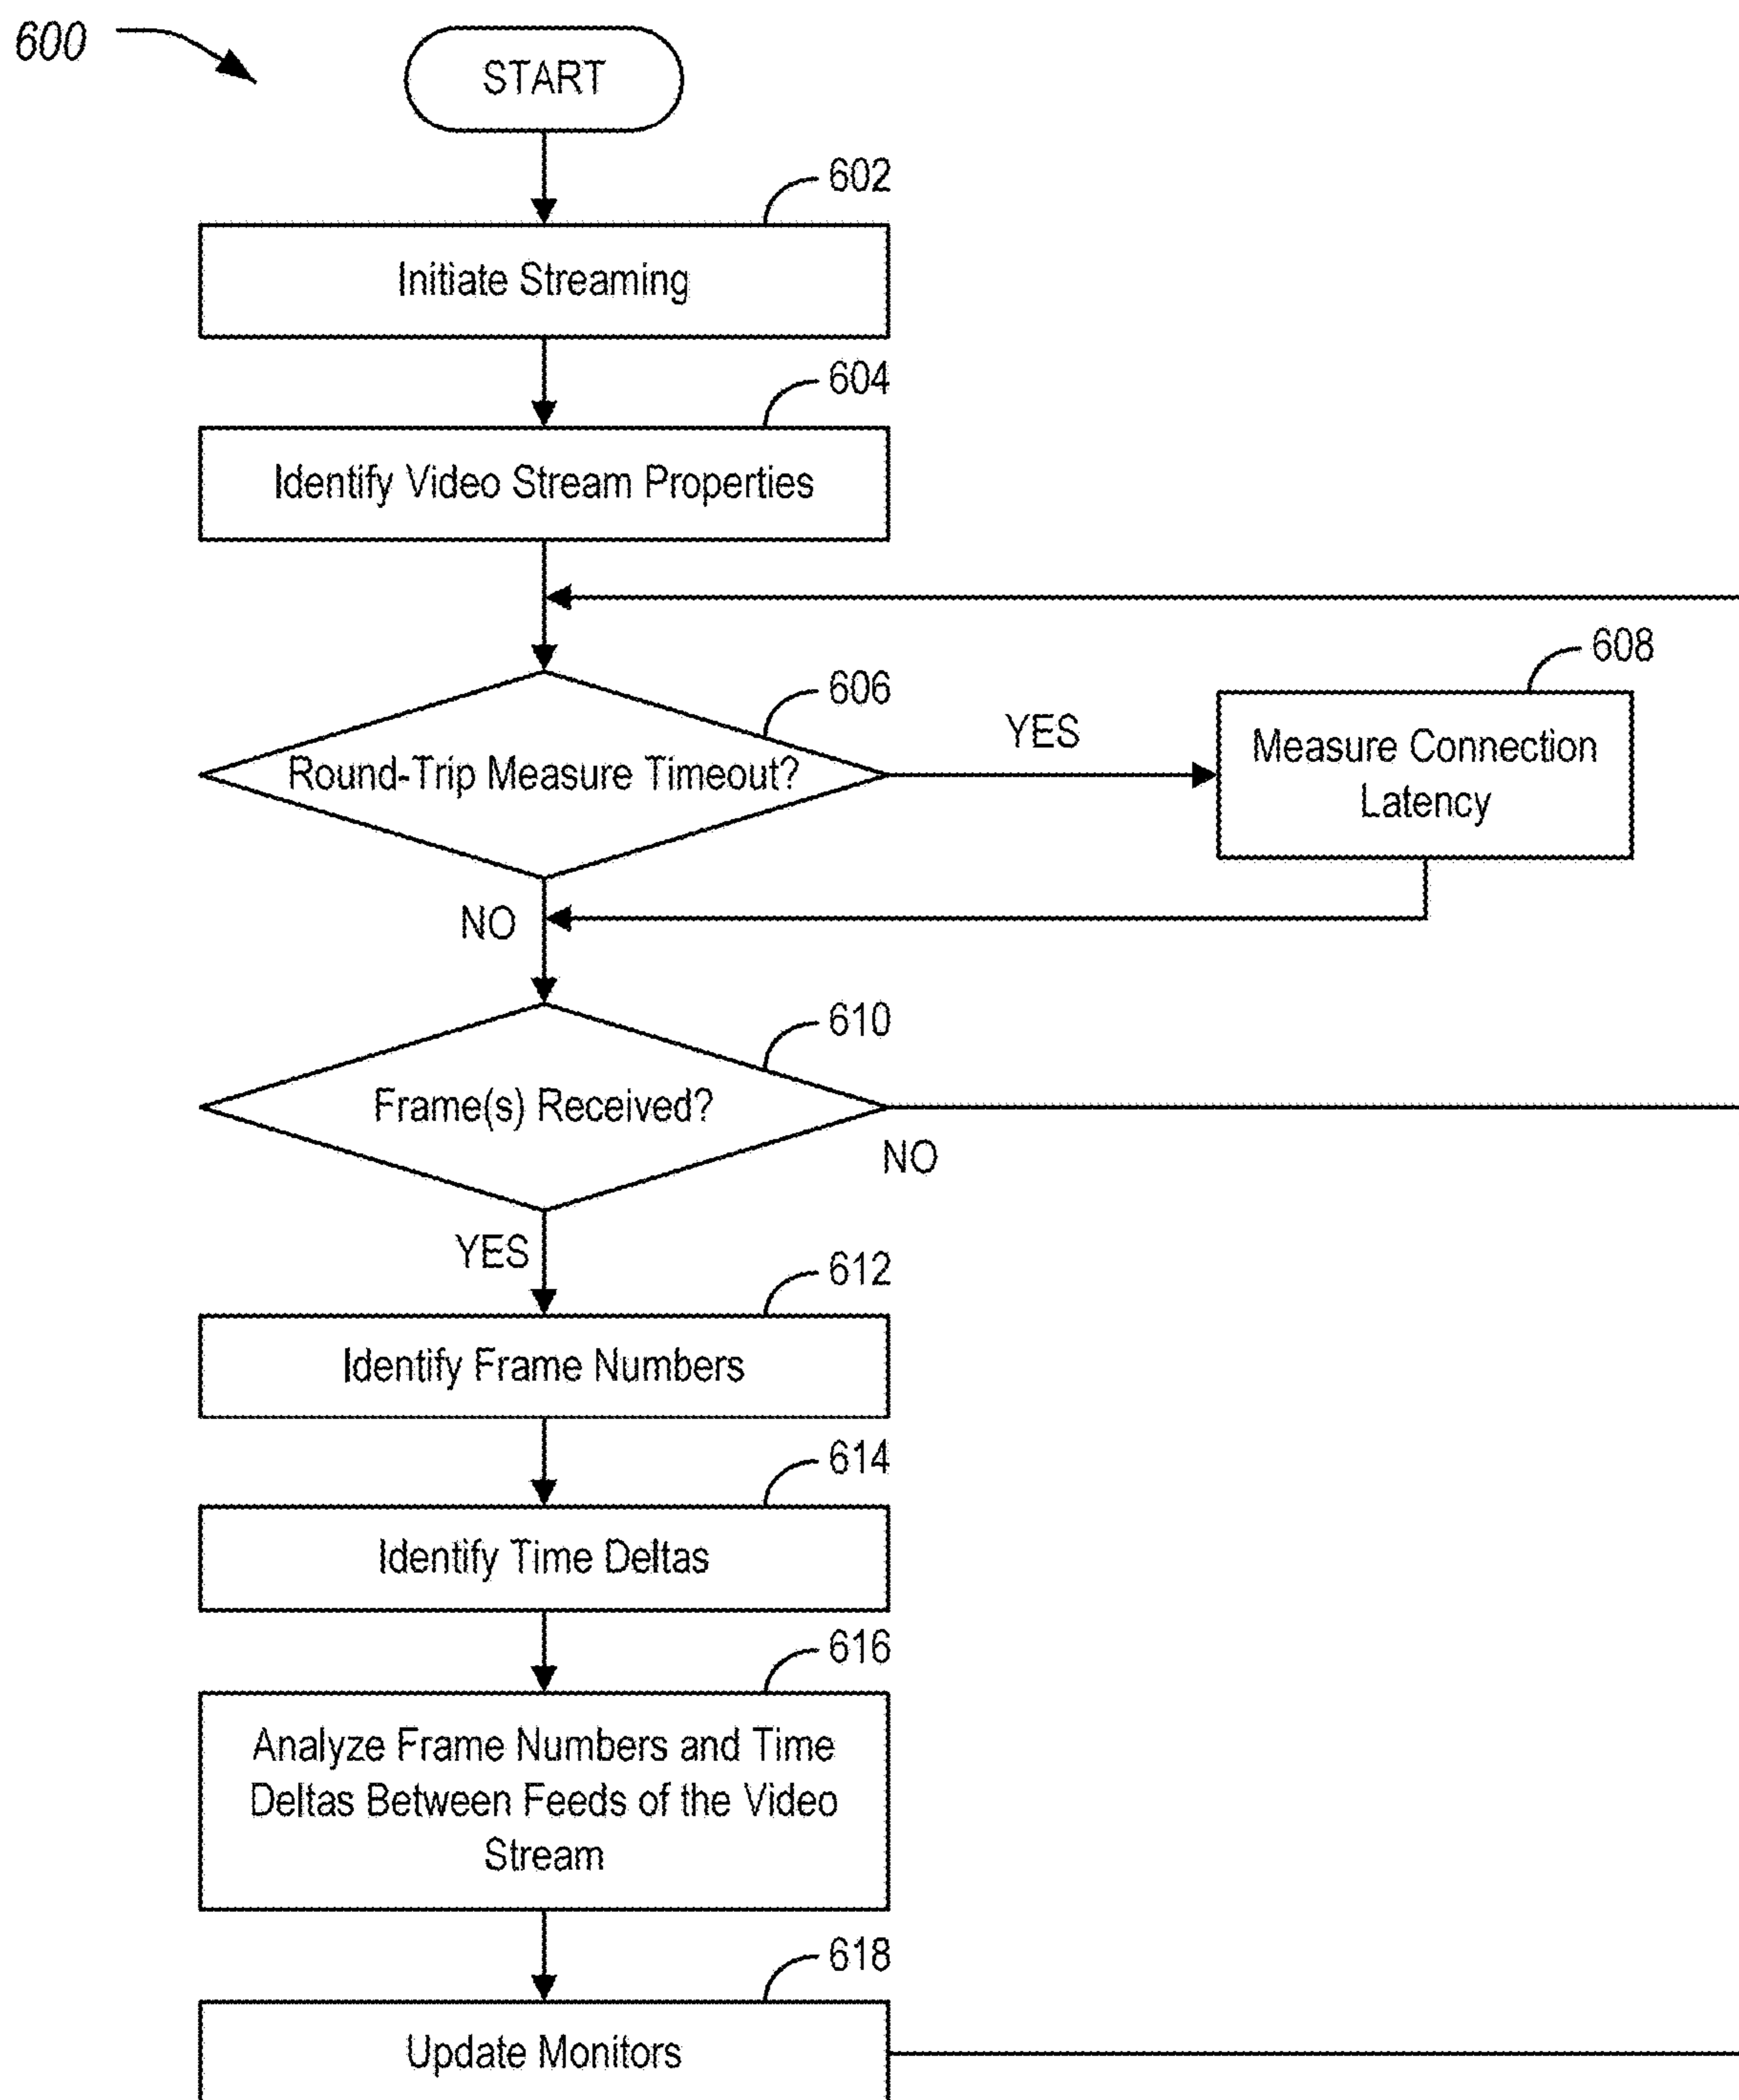 600
START
602
Initiate Streaming
604
Identify Video Stream Properties
606
Round-Trip Measure Timeout?
YES
608
Measure Connection
Latency
NO
610
Frame(s) Received?
NO
YES
612
Identify Frame Numbers
614
Identify Time Deltas
616
Analyze Frame Numbers and Time
Deltas Between Feeds of the Video
Stream
618
Update Monitors